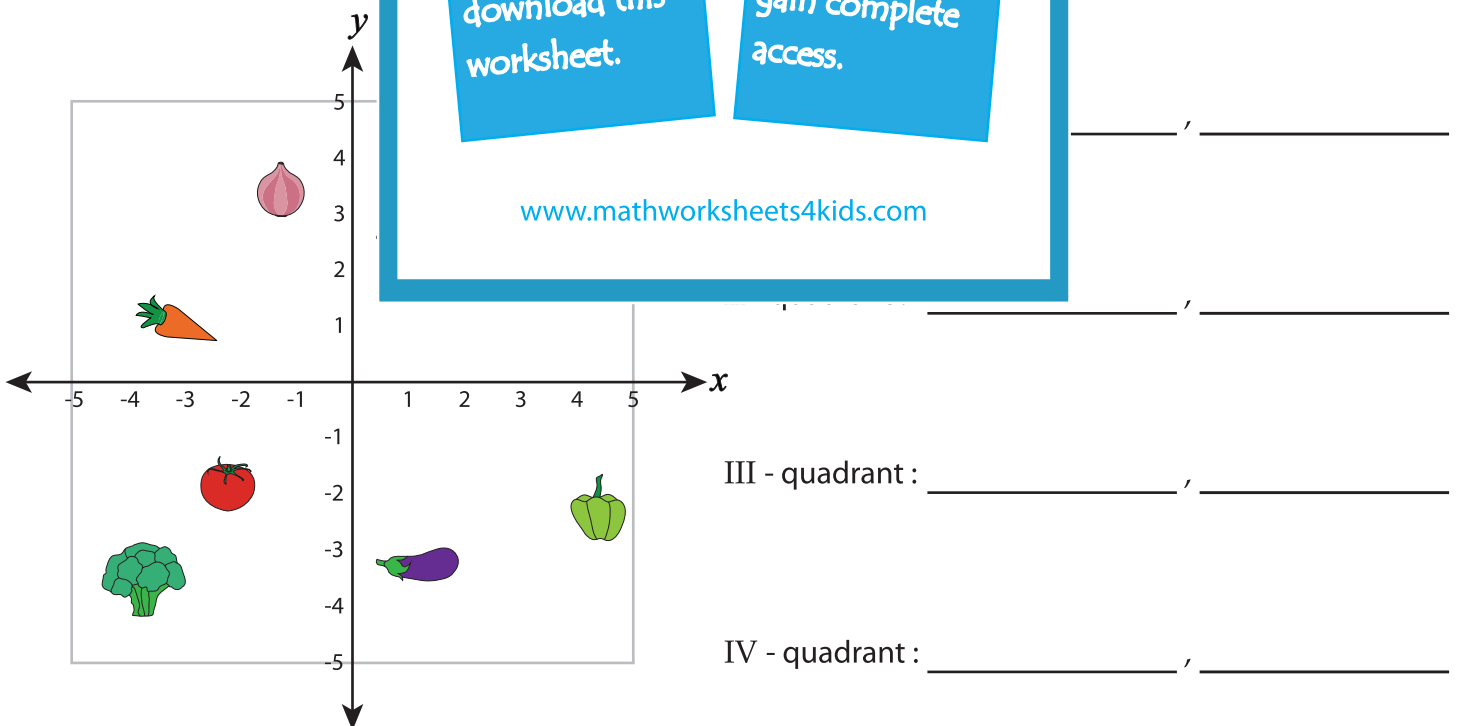 download this
worksheet.
gain complete
access.
www.mathworksheets4kids.com
y
5
4
3
2
1
-5 -4 -3 -2 -1 1 2 3 4 5
x
-1
-2
-3
-4
-5
,
,
III - quadrant : ,
IV - quadrant : ,